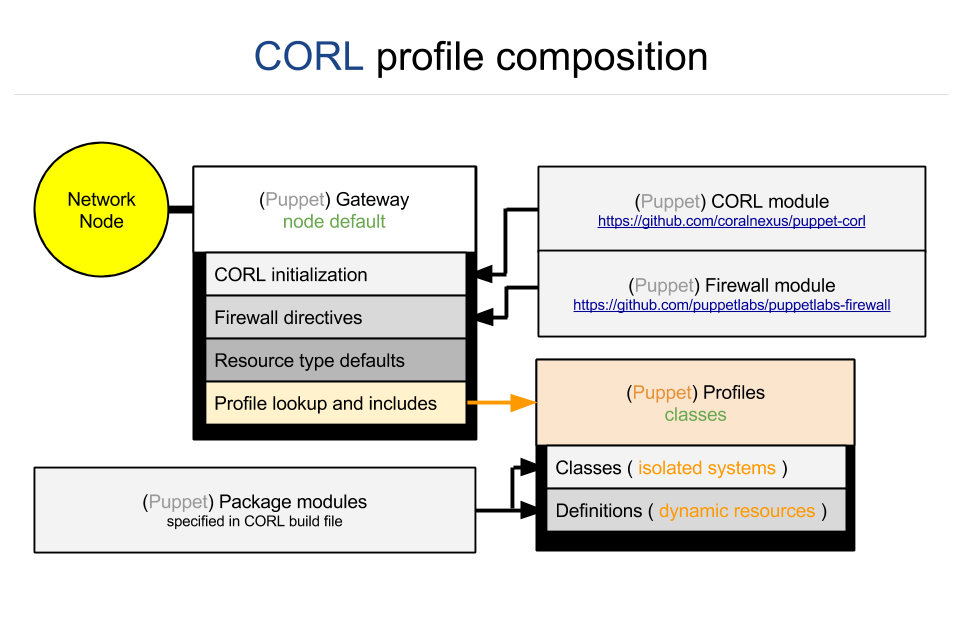 CORL profile composition
Network
Node
(Puppet) Gateway
node default
CORL initialization
Firewall directives
Resource type defaults
Profile lookup and includes
(Puppet) CORL module
https://github.com/coralnexus/puppet-corl
(Puppet) Firewall module
https://github.com/puppetlabs/puppetlabs-firewall
(Puppet) Profiles
classes
Classes ( isolated systems )
Definitions ( dynamic resources )
(Puppet) Package modules
specified in CORL build file